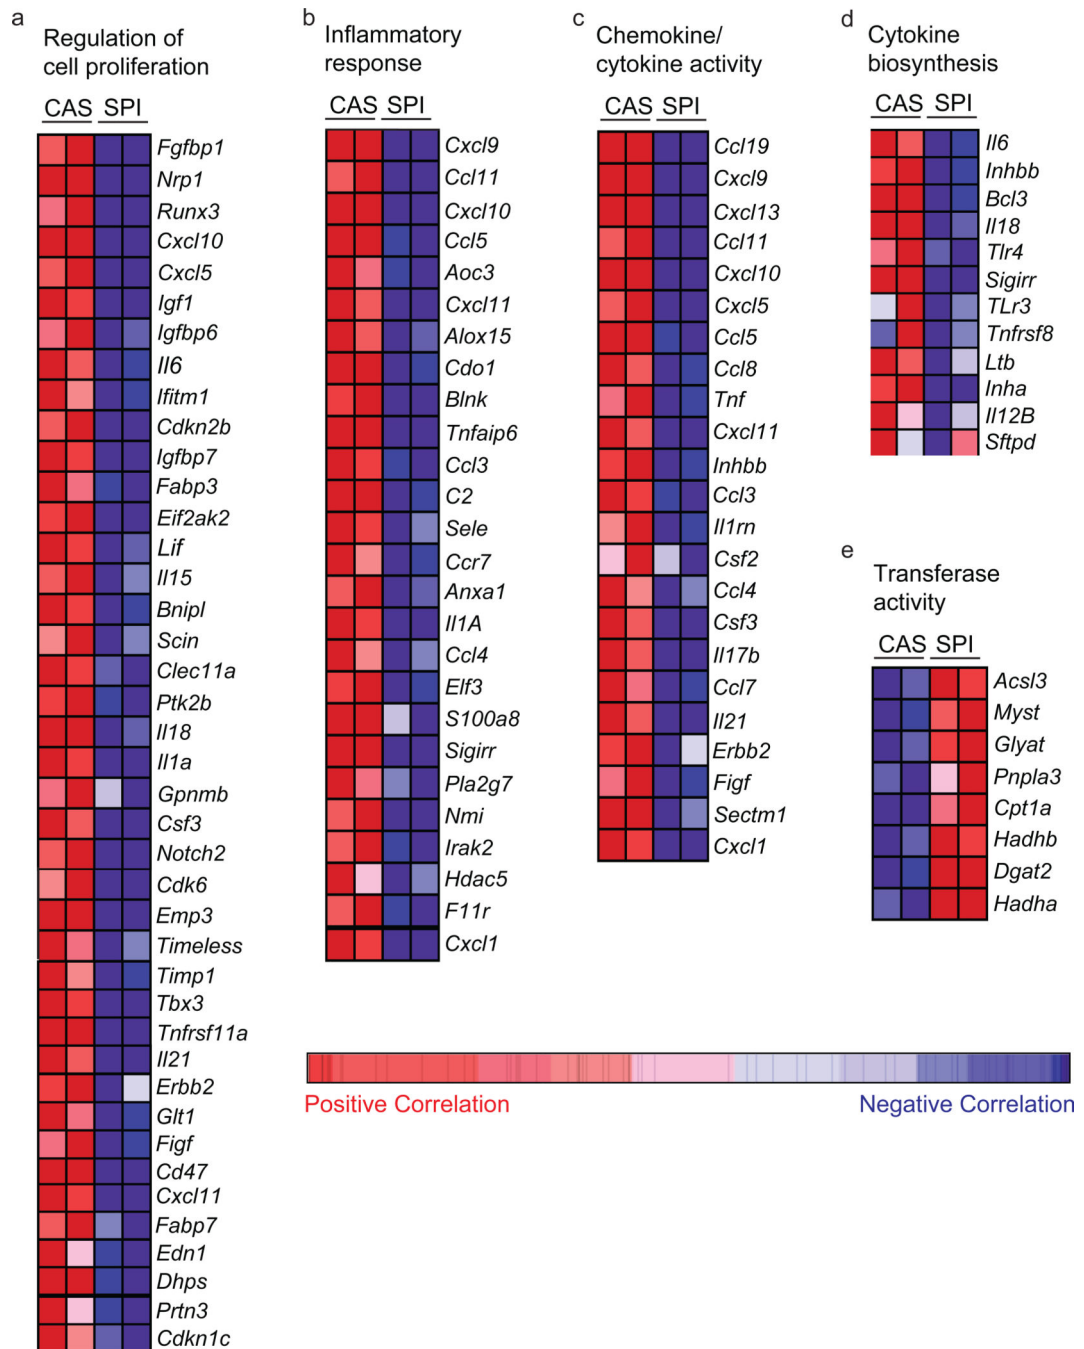 a
Regulation of
cell proliferation
CAS SPI
Fgfbp1
Nrp1
Runx3
Cxcl10
Cxcl5
Igf1
Igfbp6
Il6
Ifitm1
Cdkn2b
Igfbp7
Fabp3
Eif2ak2
Lif
Il15
Bnipl
Scin
Clec11a
Ptk2b
Il18
Il1a
Gpnmb
Csf3
Notch2
Cdk6
Emp3
Timeless
Timp1
Tbx3
Tnfrsf11a
Il21
Erbb2
Glt1
Figf
Cd47
Cxcl11
Fabp7
Edn1
Dhps
Prtn3
Cdkn1c
b
Inflammatory
response
CAS SPI
Cxcl9
Ccl11
Cxcl10
Ccl5
Aoc3
Cxcl11
Alox15
Cdo1
Blnk
Tnfaip6
Ccl3
C2
Sele
Ccr7
Anxa1
Il1A
Ccl4
Elf3
S100a8
Sigirr
Pla2g7
Nmi
Irak2
Hdac5
F11r
Cxcl1
c
Chemokine/
cytokine activity
CAS SPI
Ccl19
Cxcl9
Cxcl13
Ccl11
Cxcl10
Cxcl5
Ccl5
Ccl8
Tnf
Cxcl11
Inhbb
Ccl3
Il1rn
Csf2
Ccl4
Csf3
Il17b
Ccl7
Il21
Erbb2
Figf
Sectm1
Cxcl1
d
Cytokine
biosynthesis
CAS SPI
Il6
Inhbb
Bcl3
Il18
Tlr4
Sigirr
TLr3
Tnfrsf8
Ltb
Inha
Il12B
Sftpd
e
Transferase
activity
CAS SPI
Acsl3
Myst
Glyat
Pnpla3
Cpt1a
Hadhb
Dgat2
Hadha
Positive Correlation
Negative Correlation